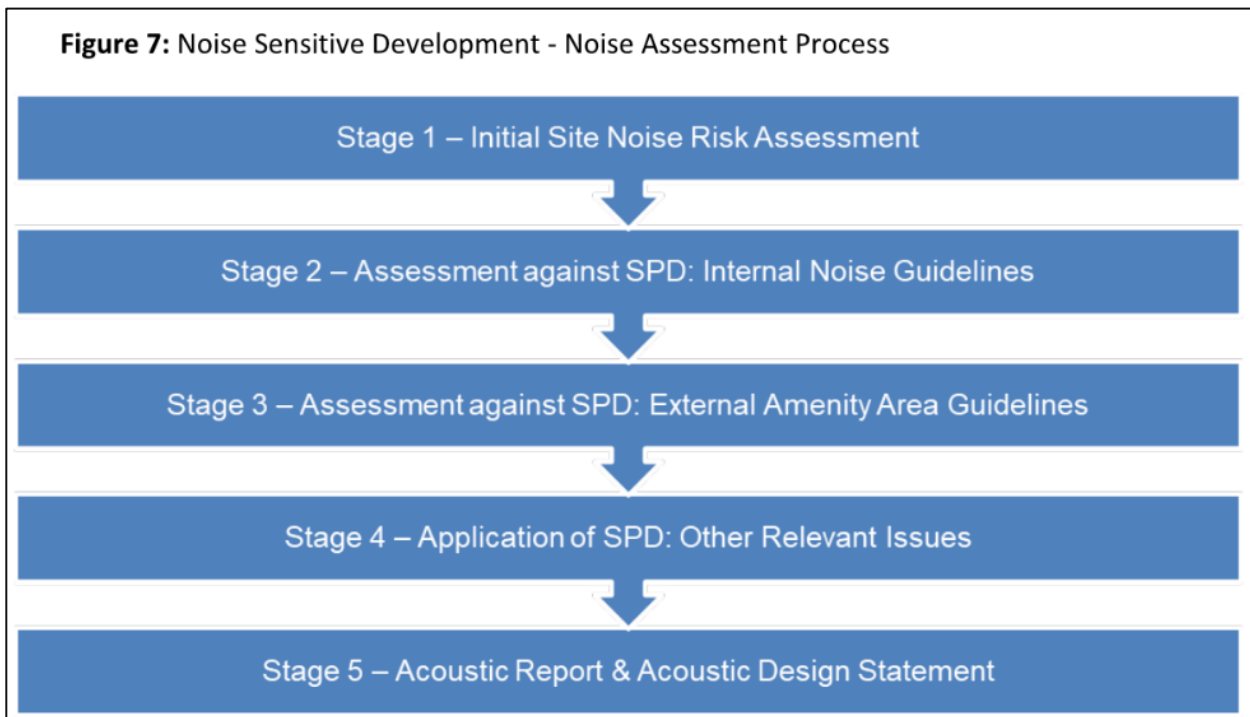 Figure 7: Noise Sensitive Development - Noise Assessment Process
Stage 1 – Initial Site Noise Risk Assessment
Stage 2 – Assessment against SPD: Internal Noise Guidelines
Stage 3 – Assessment against SPD: External Amenity Area Guidelines
Stage 4 – Application of SPD: Other Relevant Issues
Stage 5 – Acoustic Report & Acoustic Design Statement